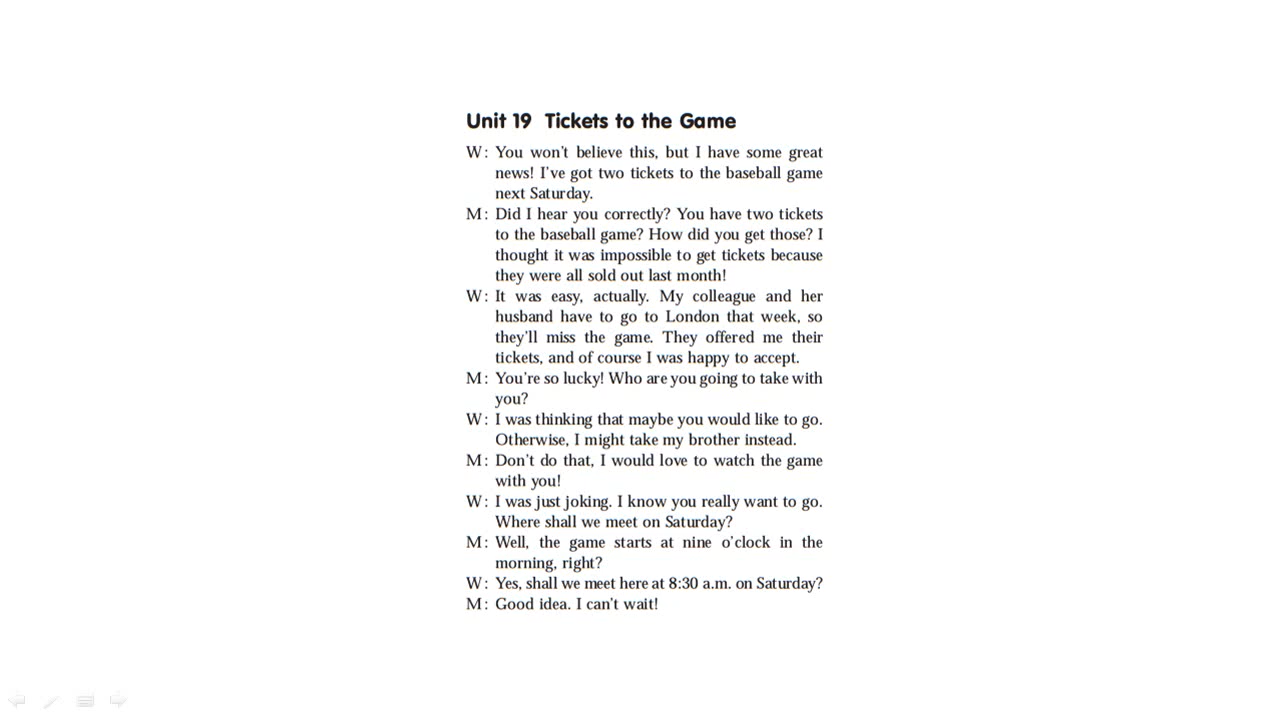 Unit 19 Tickets to the Game
W: You won't believe this, but I have some great
news! I've got two tickets to the baseball game
next Saturday.
M: Did I hear you correctly? You have two tickets
to the baseball game? How did you get those? I
thought it was impossible to get tickets because
they were all sold out last month!
W: It was easy, actually. My colleague and her
husband have to go to London that week, so
they'll miss the game. They offered me their
tickets, and of course I was happy to accept.
M: You're so lucky! Who are you going to take with
you?
W: I was thinking that maybe you would like to go.
Otherwise, I might take my brother instead.
M: Don't do that, I would love to watch the game
with you!
W: I was just joking. I know you really want to go.
Where shall we meet on Saturday?
M: Well, the game starts at nine o'clock in the
morning, right?
W: Yes, shall we meet here at 8:30 a.m. on Saturday?
M: Good idea. I can't wait!